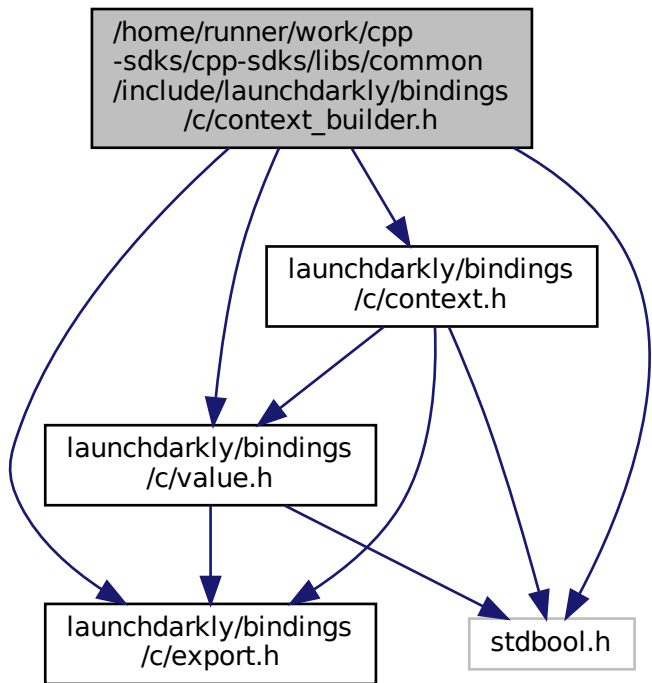 /home/runner/work/cpp
-sdks/cpp-sdks/libs/common
/include/launchdarkly/bindings
/c/context_builder.h
launchdarkly/bindings
/c/context.h
launchdarkly/bindings
/c/value.h
launchdarkly/bindings
/c/export.h
stdbool.h